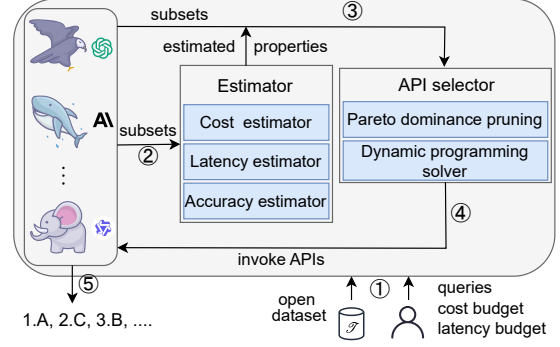 subsets
③
estimated
properties
Estimator
Cost estimator
Latency estimator
Accuracy estimator
API selector
Pareto dominance pruning
Dynamic programming
solver
A\
subsets
②
④
invoke APIs
⑤
1.A, 2.C, 3.B, ....
①
open
dataset
𝒯
queries
cost budget
latency budget